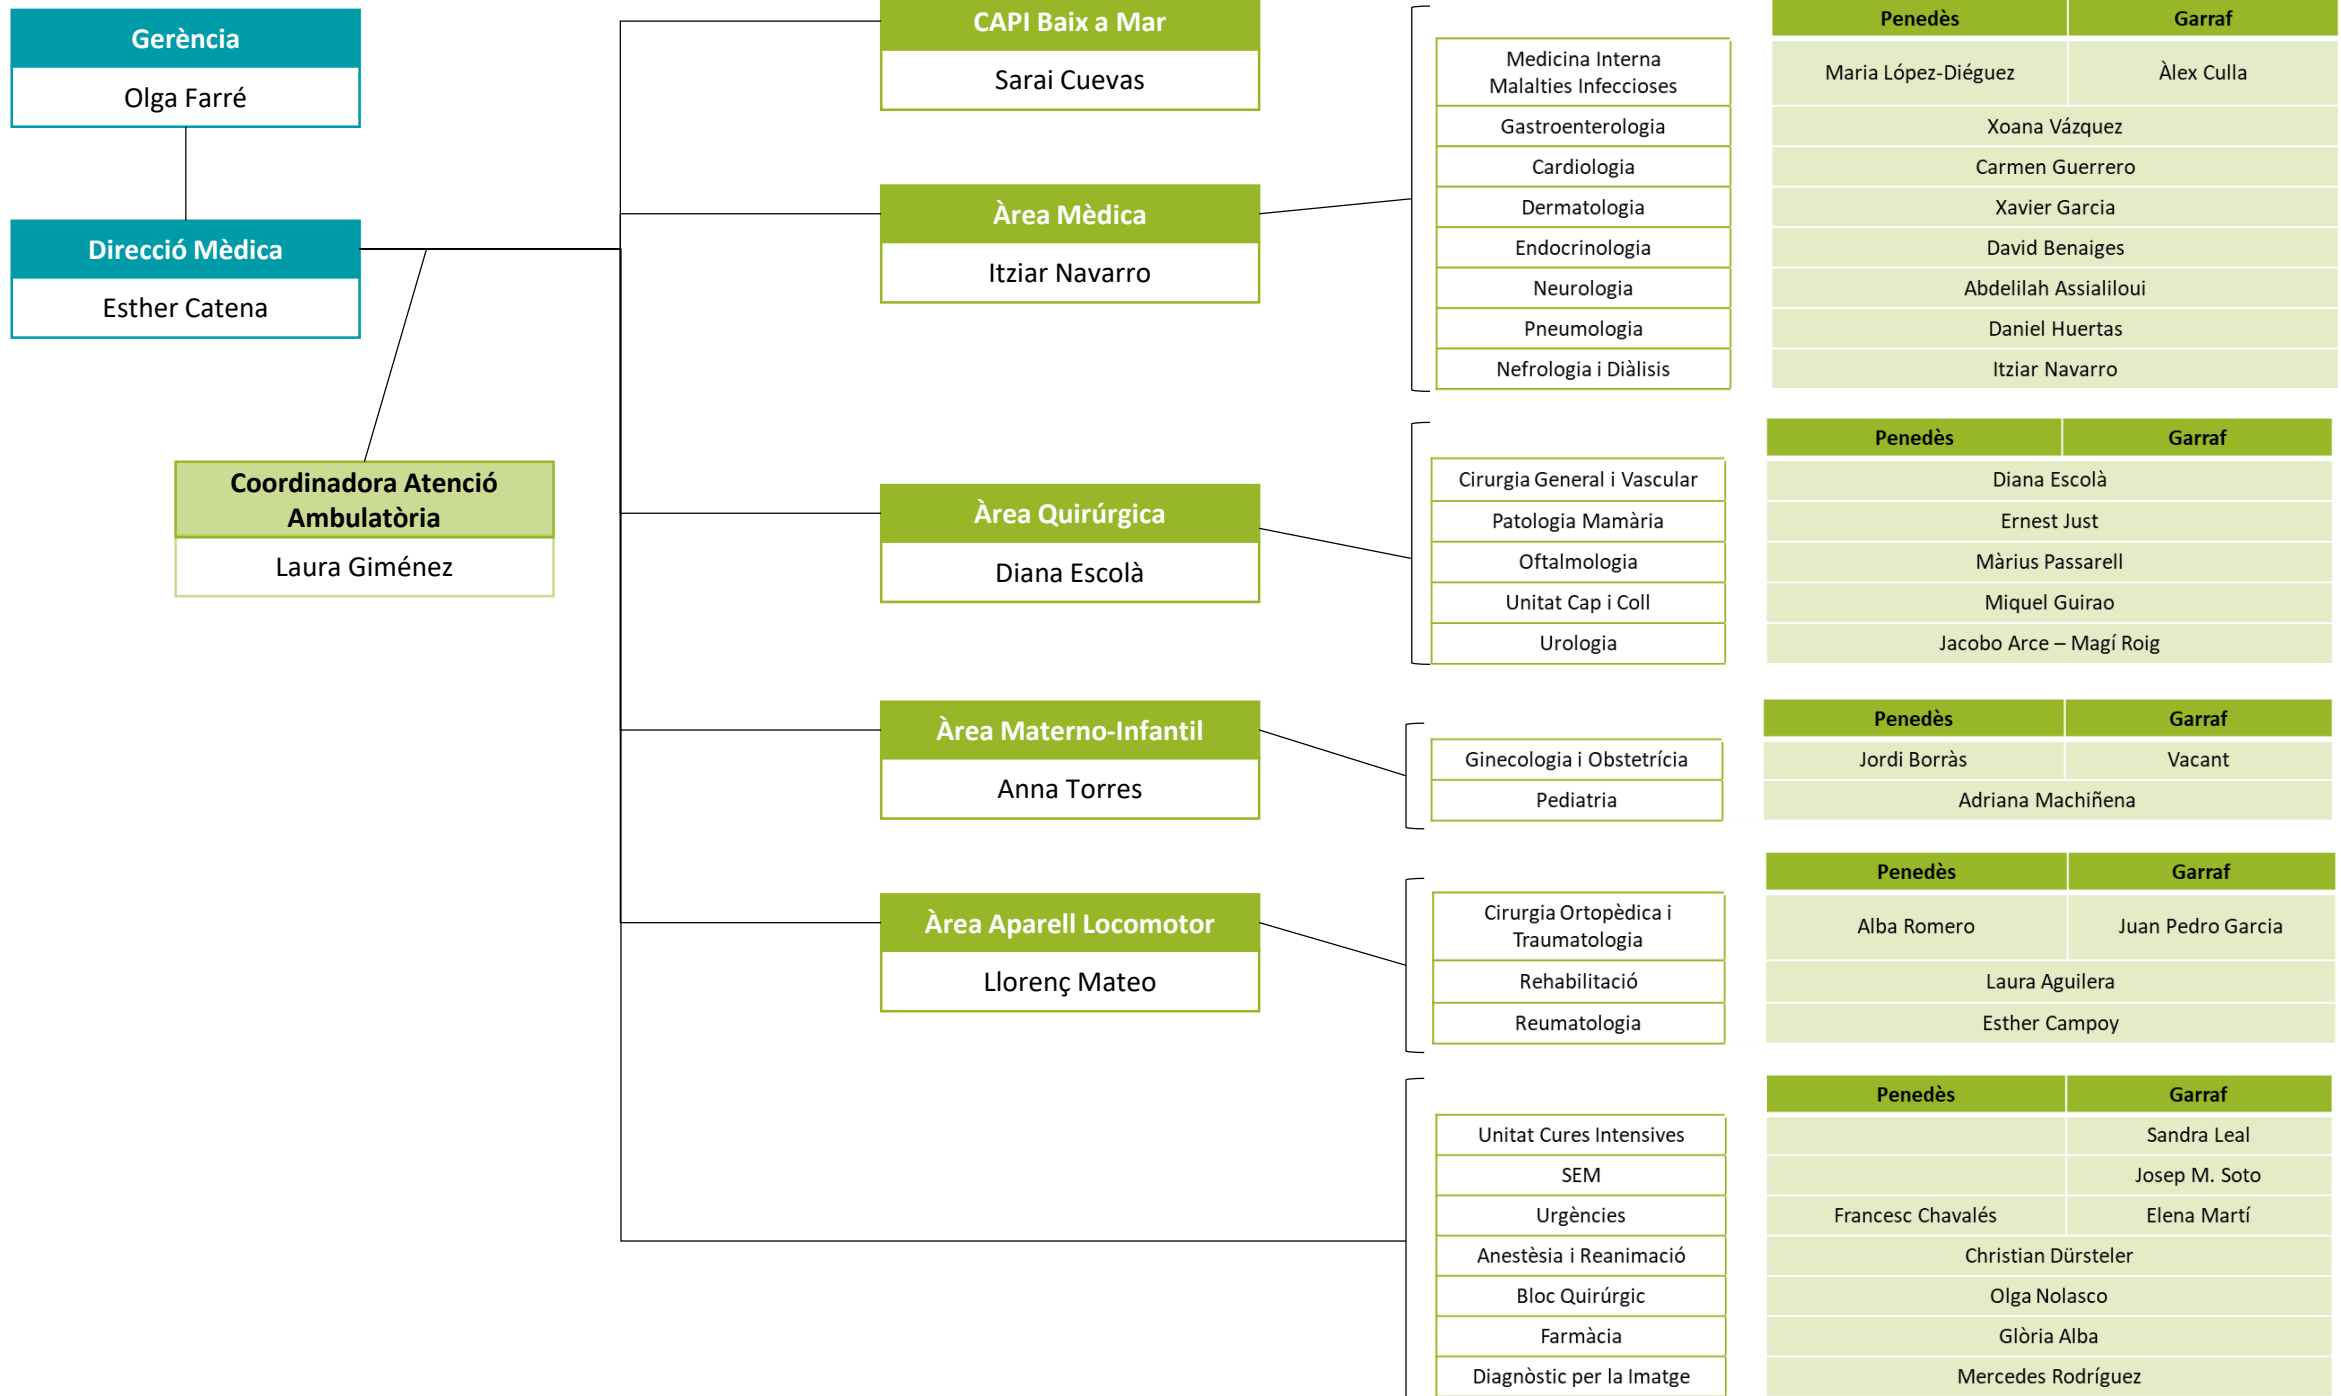 Gerència
Olga Farré
Direcció Mèdica
Esther Catena
Coordinadora Atenció
Ambulatòria
Laura Giménez
CAPI Baix a Mar
Sarai Cuevas
Àrea Mèdica
Itziar Navarro
Penedès Garraf
Medicina Interna
Malalties Infeccioses
Maria López-Diéguez Àlex Culla
Gastroenterologia Xoana Vázquez
Cardiologia Carmen Guerrero
Dermatologia Xavier Garcia
Endocrinologia David Benaiges
Neurologia Abdelilah Assialiloui
Pneumologia Daniel Huertas
Nefrologia i Diàlisis Itziar Navarro
Àrea Quirúrgica
Diana Escolà
Penedès Garraf
Cirurgia General i Vascular Diana Escolà
Patologia Mamària Ernest Just
Oftalmologia Màrius Passarell
Unitat Cap i Coll Miquel Guirao
Urologia Jacobo Arce – Magí Roig
Àrea Materno-Infantil
Anna Torres
Penedès Garraf
Ginecologia i Obstetrícia Jordi Borràs Vacant
Pediatria Adriana Machiñena
Àrea Aparell Locomotor
Llorenç Mateo
Penedès Garraf
Cirurgia Ortopèdica i
Traumatologia
Alba Romero Juan Pedro Garcia
Rehabilitació Laura Aguilera
Reumatologia Esther Campoy
Penedès Garraf
Unitat Cures Intensives Sandra Leal
SEM Josep M. Soto
Urgències Francesc Chavalés Elena Martí
Anestèsia i Reanimació Christian Dürsteler
Bloc Quirúrgic Olga Nolasco
Farmàcia Glòria Alba
Diagnòstic per la Imatge Mercedes Rodríguez